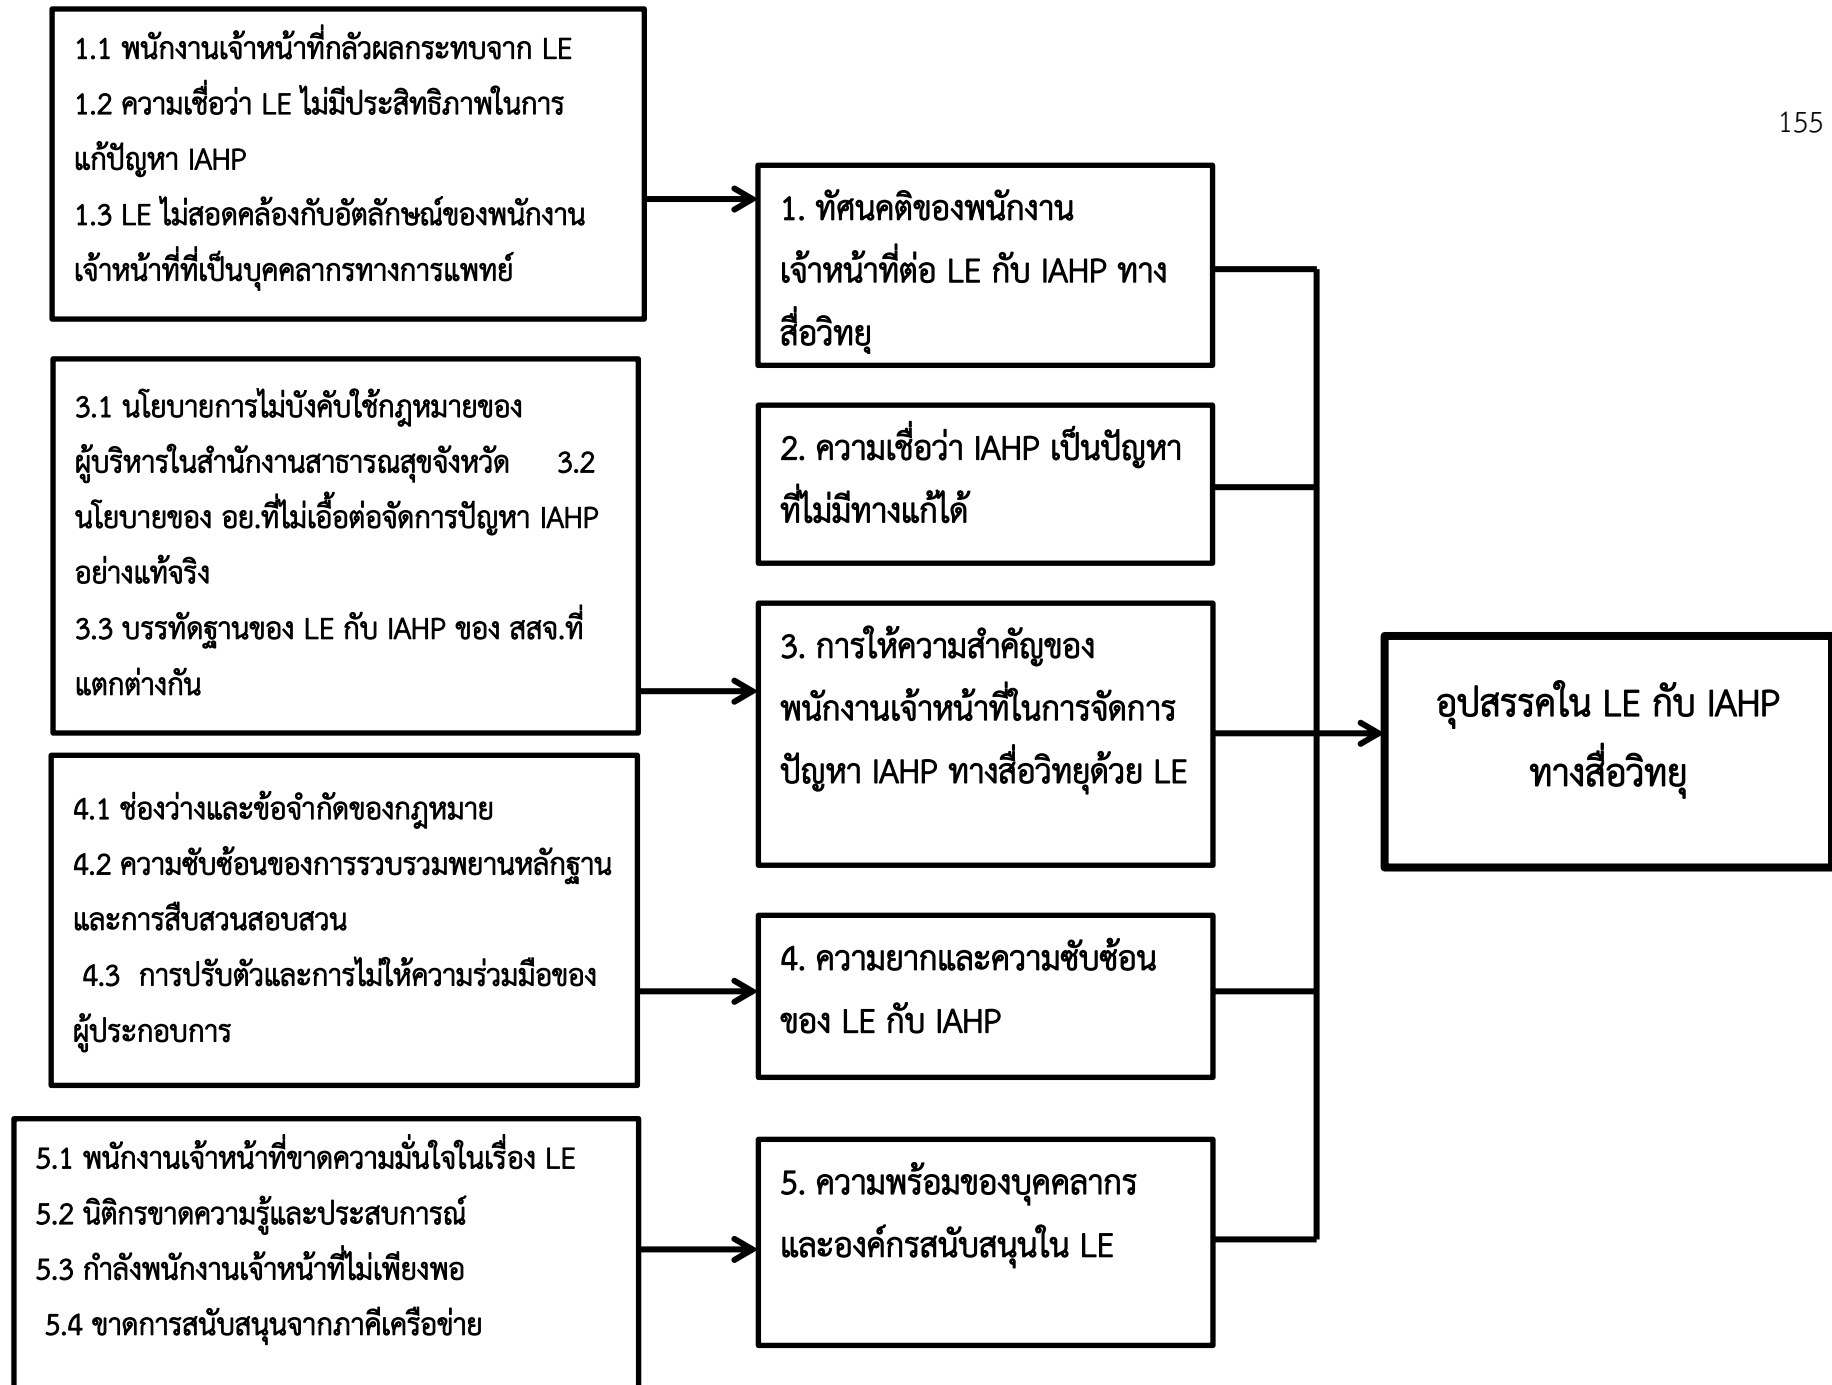 155
1.1 พนักงานเจ้าหน้าที่กลัวผลกระทบจาก LE
1.2 ความเชื่อว่า LE ไม่มีประสิทธิภาพในการ
แก้ปัญหา IAHP
1.3 LE ไม่สอดคล้องกับอัตลักษณ์ของพนักงาน
เจ้าหน้าที่ที่เป็นบุคคลากรทางการแพทย์
3.1 นโยบายการไม่บังคับใช้กฎหมายของ
ผู้บริหารในสำนักงานสาธารณสุขจังหวัด 3.2
นโยบายของ อย.ที่ไม่เอื้อต่อจัดการปัญหา IAHP
อย่างแท้จริง
3.3 บรรทัดฐานของ LE กับ IAHP ของ สสจ.ที่
แตกต่างกัน
4.1 ช่องว่างและข้อจำกัดของกฎหมาย
4.2 ความซับซ้อนของการรวบรวมพยานหลักฐาน
และการสืบสวนสอบสวน
4.3 การปรับตัวและการไม่ให้ความร่วมมือของ
ผู้ประกอบการ
5.1 พนักงานเจ้าหน้าที่ขาดความมั่นใจในเรื่อง LE
5.2 นิติกรขาดความรู้และประสบการณ์
5.3 กำลังพนักงานเจ้าหน้าที่ไม่เพียงพอ
5.4 ขาดการสนับสนุนจากภาคีเครือข่าย
1. ทัศนคติของพนักงาน
เจ้าหน้าที่ต่อ LE กับ IAHP ทาง
สื่อวิทยุ
2. ความเชื่อว่า IAHP เป็นปัญหา
ที่ไม่มีทางแก้ได้
3. การให้ความสำคัญของ
พนักงานเจ้าหน้าที่ในการจัดการ
ปัญหา IAHP ทางสื่อวิทยุด้วย LE
4. ความยากและความซับซ้อน
ของ LE กับ IAHP
5. ความพร้อมของบุคคลากร
และองค์กรสนับสนุนใน LE
อุปสรรคใน LE กับ IAHP
ทางสื่อวิทยุ